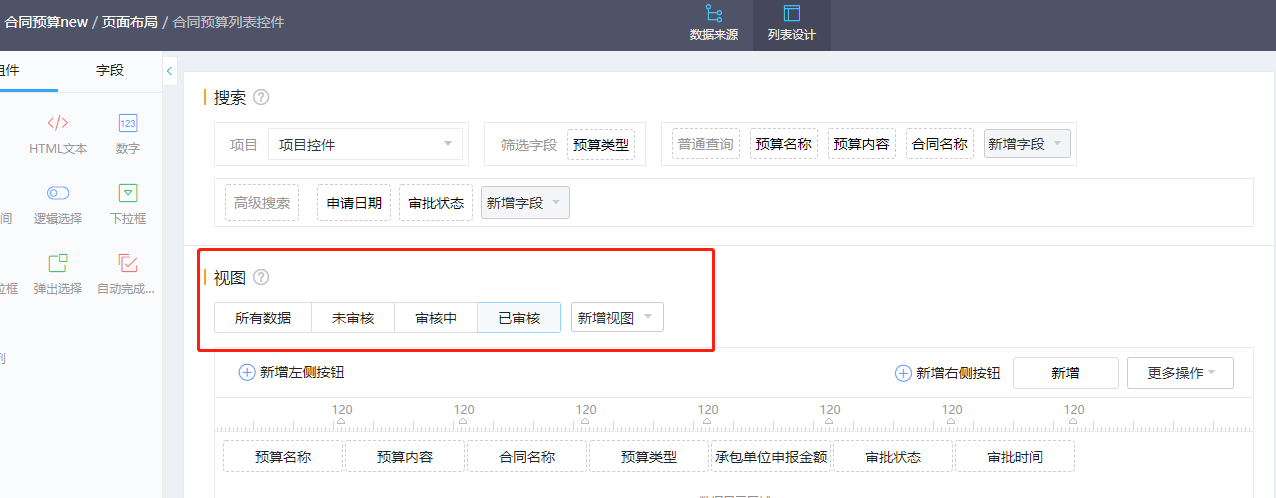 合同预算new / 页面布局 / 合同预算列表控件
数据来源
列表设计
组件
字段
HTML文本
数字
间
逻辑选择
下拉框
拉框
弹出选择
自动完成...
列
搜索
项目
项目控件
筛选字段
预算类型
普通查询
预算名称
预算内容
合同名称
新增字段
高级搜索
申请日期
审批状态
新增字段
视图
所有数据
未审核
审核中
已审核
新增视图
新增左侧按钮
新增右侧按钮
新增
更多操作
120 120 120 120 120 120 120
预算名称
预算内容
合同名称
预算类型
承包单位申报金额
审批状态
审批时间